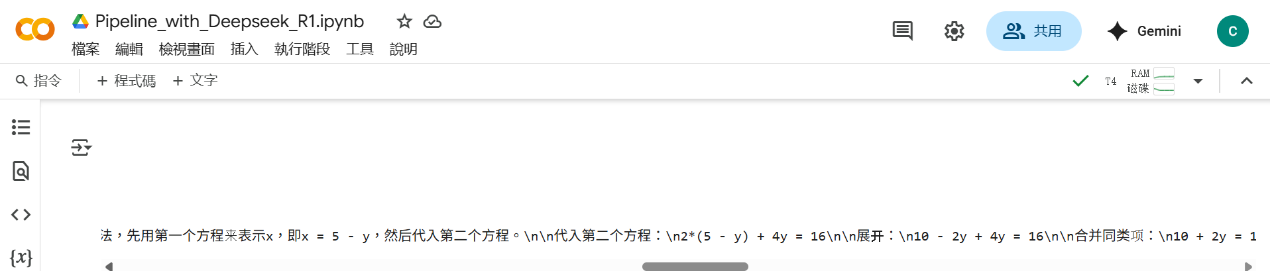 Pipeline_with_Deepseek_R1.ipynb
檔案 編輯 檢視畫面 插入 執行階段 工具 說明
共用
Gemini
C
指令
+ 程式碼 + 文字
T4
RAM
磁碟
{x}
法，先用第一个方程来表示x，即x = 5 - y，然后代入第二个方程。\n\n代入第二个方程：\n2*(5 - y) + 4y = 16\n\n展开：\n10 - 2y + 4y = 16\n\n合并同类项：\n10 + 2y = 1